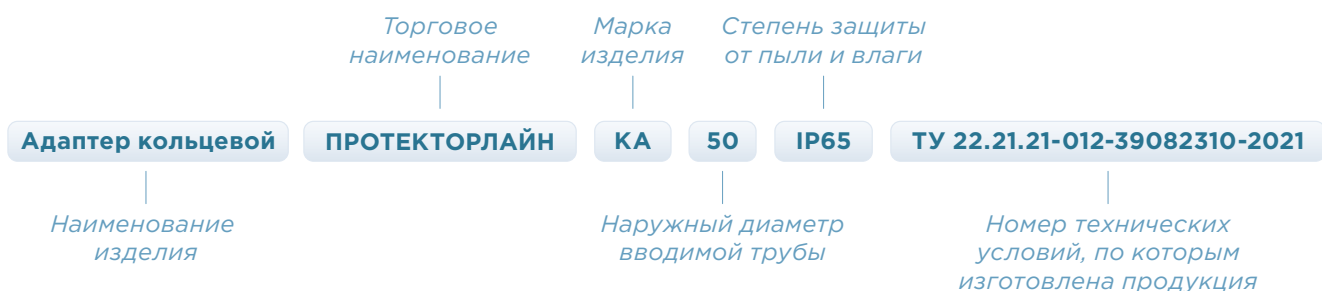 Торговое
наименование
Марка
изделия
Степень защиты
от пыли и влаги
Адаптер кольцевой ПРОТЕКТОРЛАЙН КА 50 IP65 ТУ 22.21.21-012-39082310-2021
Наименование
изделия
Наружный диаметр
вводимой трубы
Номер технических
условий, по которым
изготовлена продукция